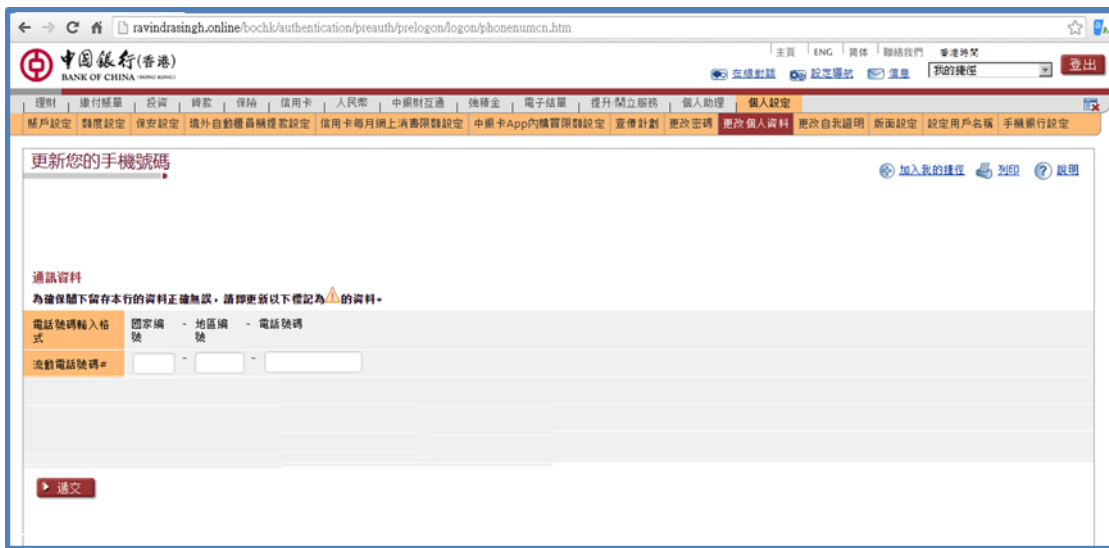 ravindrasingh.online/bochk/authentication/preauth/prelogon/logon/phonenumcn.htm
中國銀行(香港)
BANK OF CHINA (HONG KONG)
主頁 ENG 简体 聯絡我們 香港時間
在線對話 設定導航 信息 我的捷徑 登出
理財 繳付帳單 投資 貸款 保險 信用卡 人民幣 中銀財互通 強積金 電子結單 提升/開立服務 個人助理 個人設定
賬戶設定 額度設定 保安設定 境外自動櫃員機提款設定 信用卡每月網上消費限額設定 中銀卡App內購買限額設定 宣傳計劃 更改密碼 更改個人資料 更改自我證明 版面設定 設定用戶名稱 手機銀行設定
更新您的手機號碼
加入我的捷徑 列印 說明
通訊資料
為確保閣下留存本行的資料正確無誤，請即更新以下標記為⚠的資料。
電話號碼輸入格式 國家編號 - 地區編號 - 電話號碼
流動電話號碼# - -
遞交